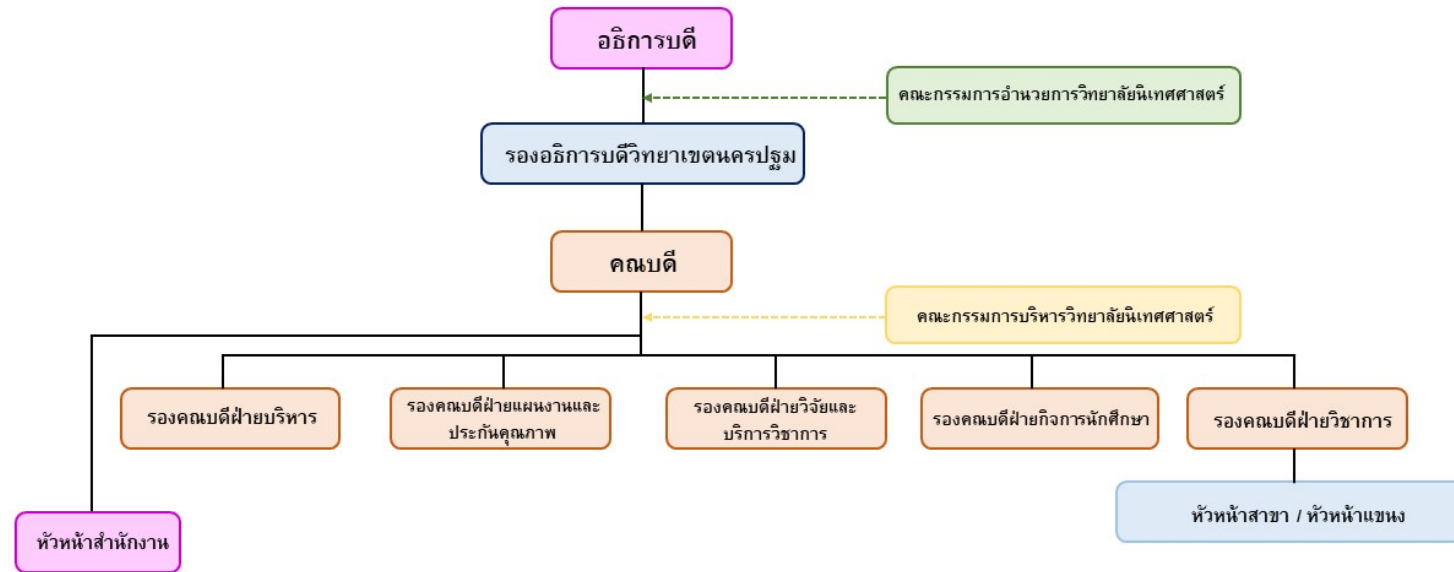 อธิการบดี
คณะกรรมการอำนวยการวิทยาลัยนิเทศศาสตร์
รองอธิการบดีวิทยาเขตนครปฐม
คณบดี
คณะกรรมการบริหารวิทยาลัยนิเทศศาสตร์
รองคณบดีฝ่ายบริหาร
รองคณบดีฝ่ายแผนงานและ
ประกันคุณภาพ
รองคณบดีฝ่ายวิจัยและ
บริการวิชาการ
รองคณบดีฝ่ายกิจการนักศึกษา
รองคณบดีฝ่ายวิชาการ
หัวหน้าสาขา / หัวหน้าแขนง
หัวหน้าสำนักงาน